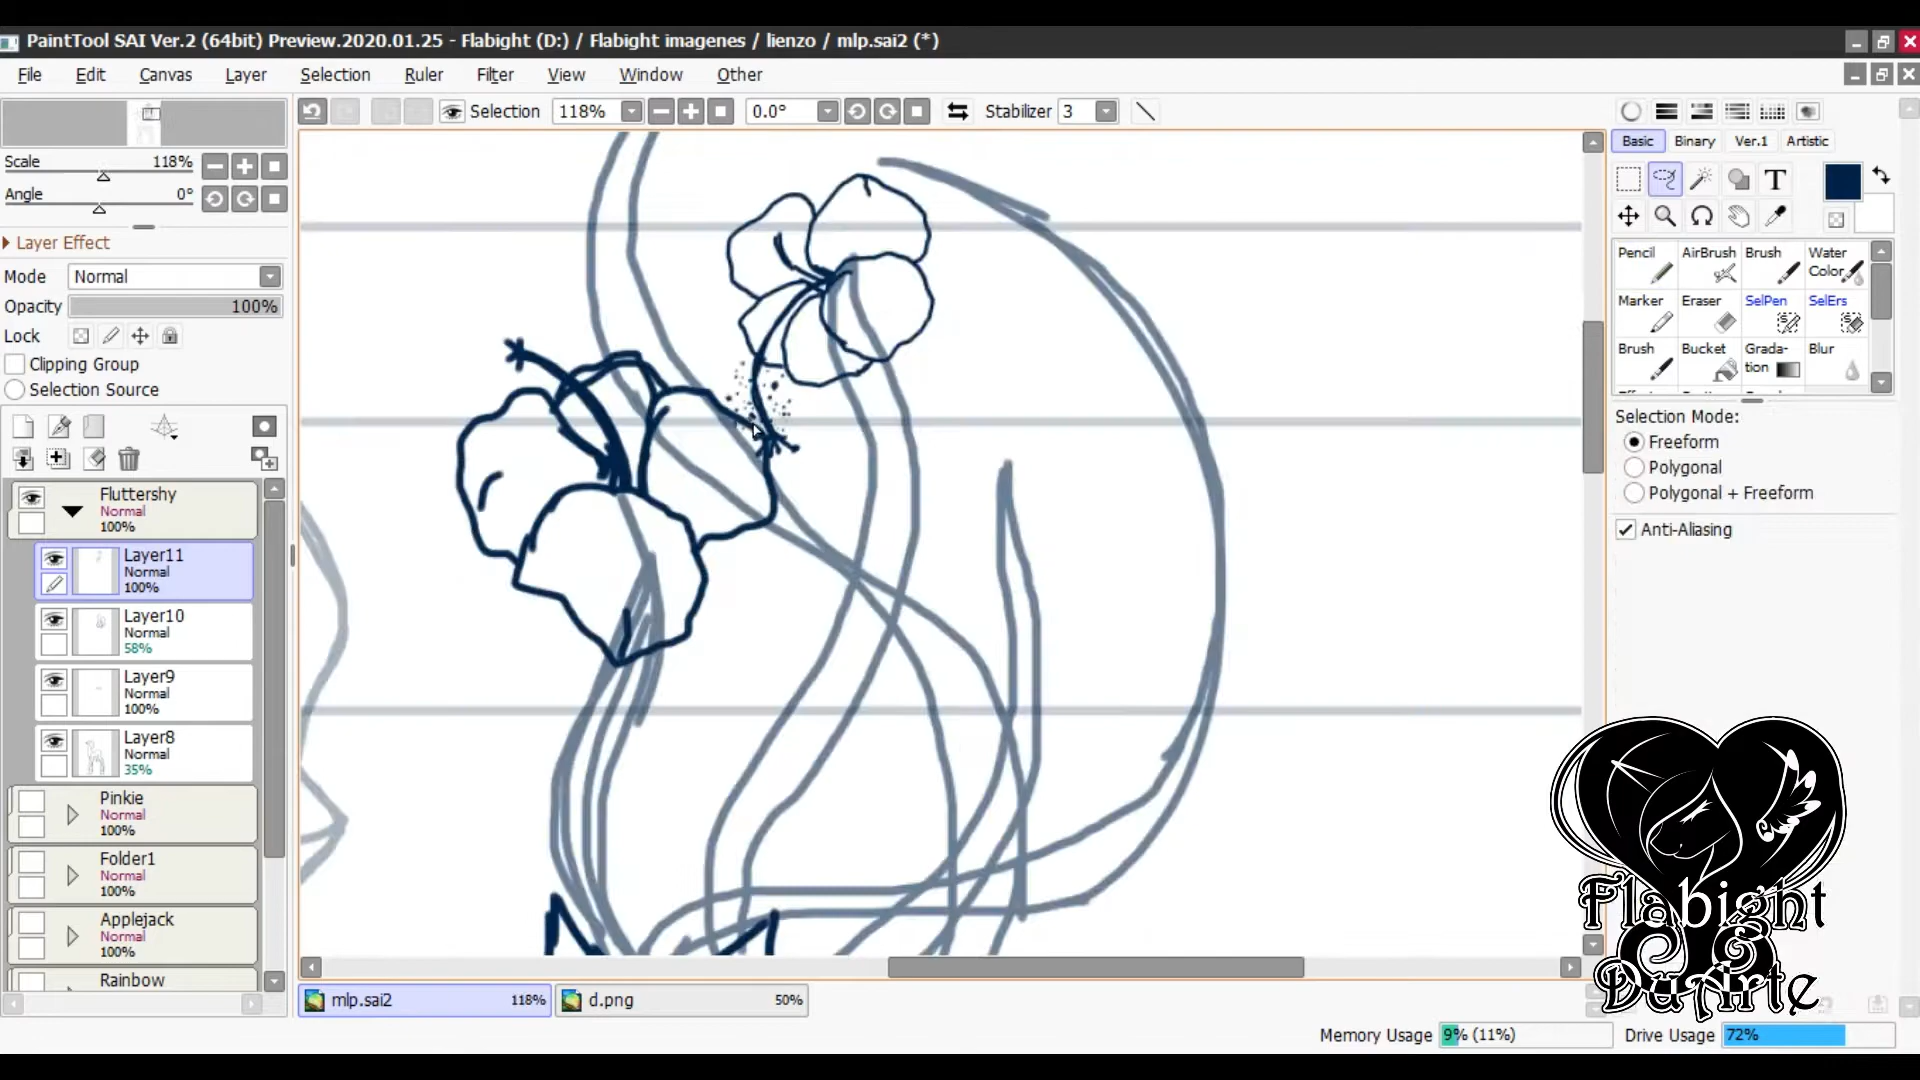 PaintTool SAI Ver.2 (64bit) Preview.2020.01.25 - Flabight (D:) / Flabight imagenes / lienzo / mlp.sai2 (*)
File Edit Canvas Layer Selection Ruler Filter View Window Other
Selection 118% 0.0° Stabilizer 3
Scale 118%
Angle 0°
Layer Effect
Mode Normal
Opacity 100%
Lock
Clipping Group
Selection Source
Fluttershy
Normal
100%
Layer11
Normal
100%
Layer10
Normal
58%
Layer9
Normal
100%
Layer8
Normal
35%
Pinkie
Normal
100%
Folder1
Normal
100%
Applejack
Normal
100%
Rainbow
Basic Binary Ver.1 Artistic
T
Pencil AirBrush Brush Water Color
Marker Eraser SelPen SelErs
Brush Bucket Grada-tion Blur
Selection Mode:
Freeform
Polygonal
Polygonal + Freeform
Anti-Aliasing
Flabight
DuArte
mlp.sai2 118% d.png 50%
Memory Usage 9% (11%) Drive Usage 72%